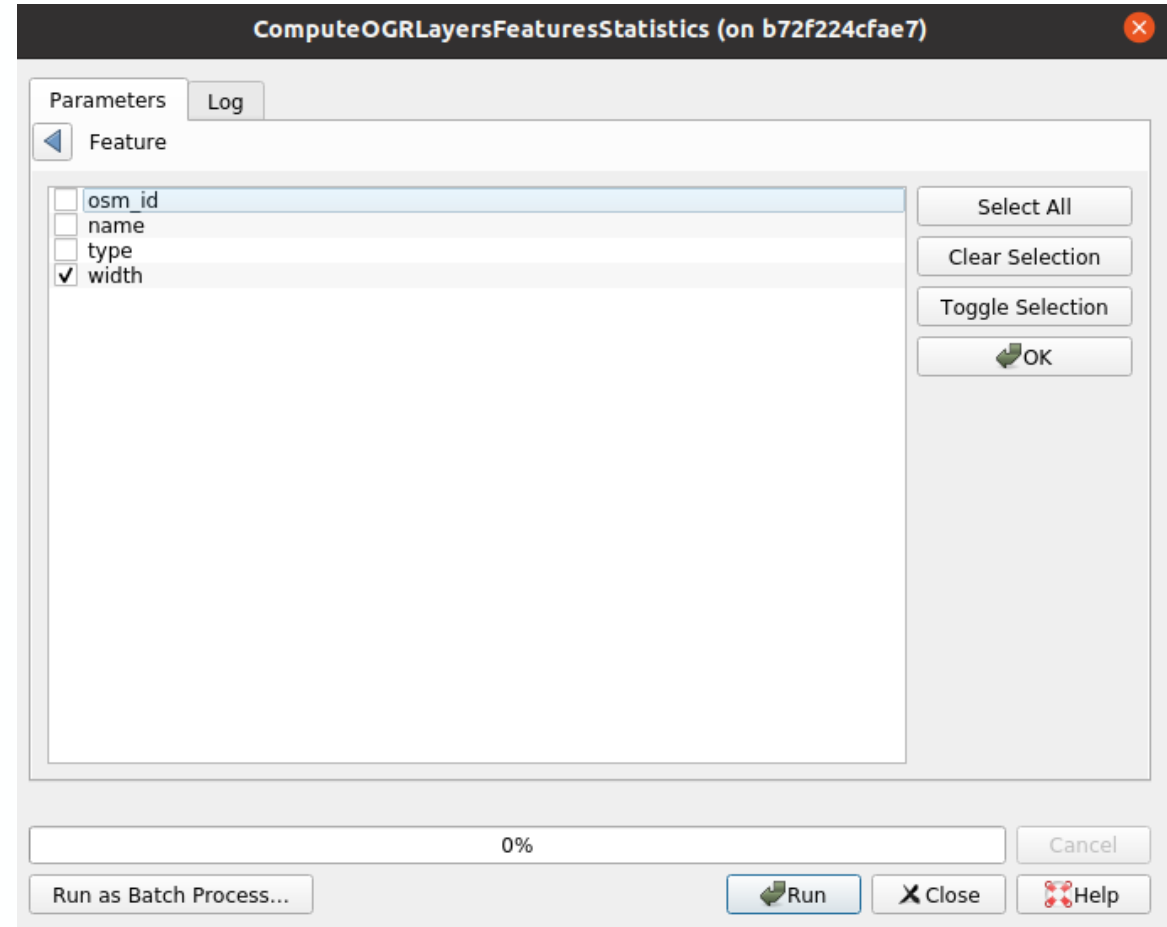 ComputeOGRLayersFeaturesStatistics (on b72f224cfae7)
Parameters Log
Feature
osm_id
name
type
width
Select All
Clear Selection
Toggle Selection
OK
0%
Cancel
Run as Batch Process...
Run
Close
Help